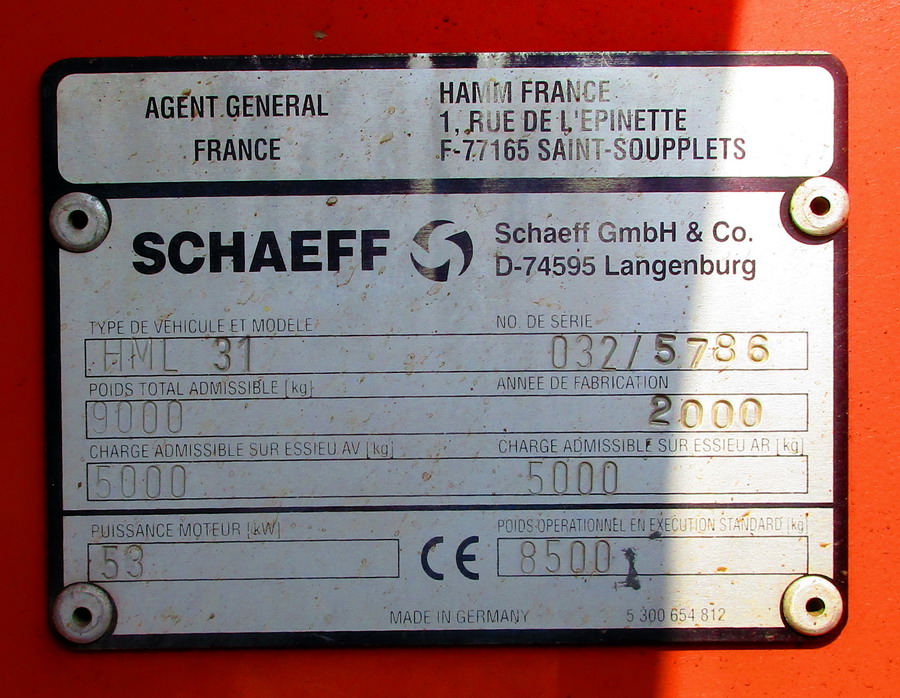 AGENT GENERAL
FRANCE
HAMM FRANCE
1, RUE DE L'EPINETTE
F-77165 SAINT-SOUPPLETS
SCHAEFF
Schaeff GmbH & Co.
D-74595 Langenburg
TYPE DE VEHICULE ET MODELE
NO. DE SERIE
HML 31
032/5786
POIDS TOTAL ADMISSIBLE [kg]
ANNEE DE FABRICATION
9000
2000
CHARGE ADMISSIBLE SUR ESSIEU AV [kg]
CHARGE ADMISSIBLE SUR ESSIEU AR [kg]
5000
5000
PUISSANCE MOTEUR [kW]
POIDS OPERATIONNEL EN EXECUTION STANDARD [kg]
53
CE
8500
MADE IN GERMANY
5 300 654 812